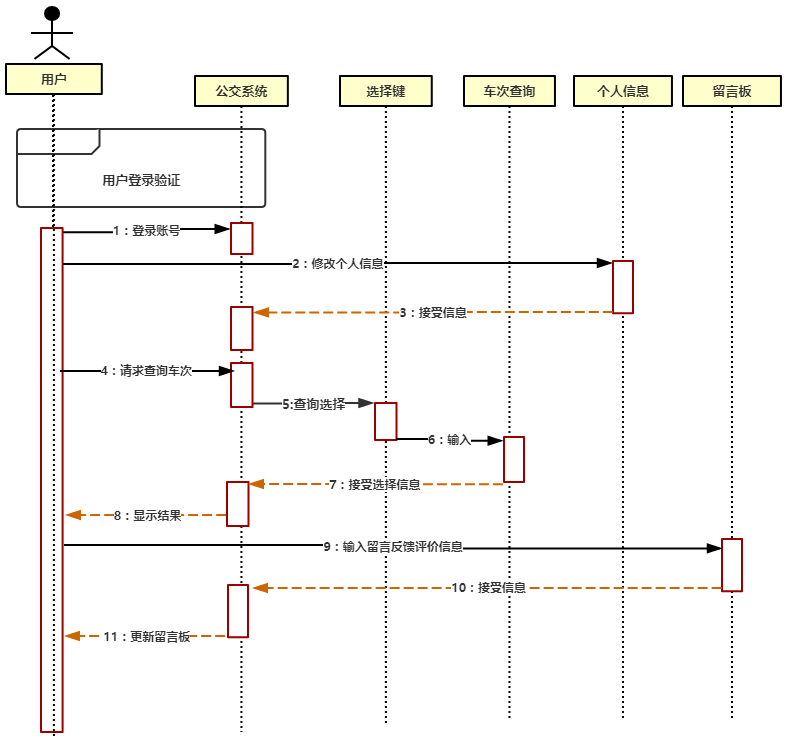 用户
公交系统
选择键
车次查询
个人信息
留言板
用户登录验证
1：登录账号
2：修改个人信息
3：接受信息
4：请求查询车次
5:查询选择
6：输入
7：接受选择信息
8：显示结果
9：输入留言反馈评价信息
10：接受信息
11：更新留言板